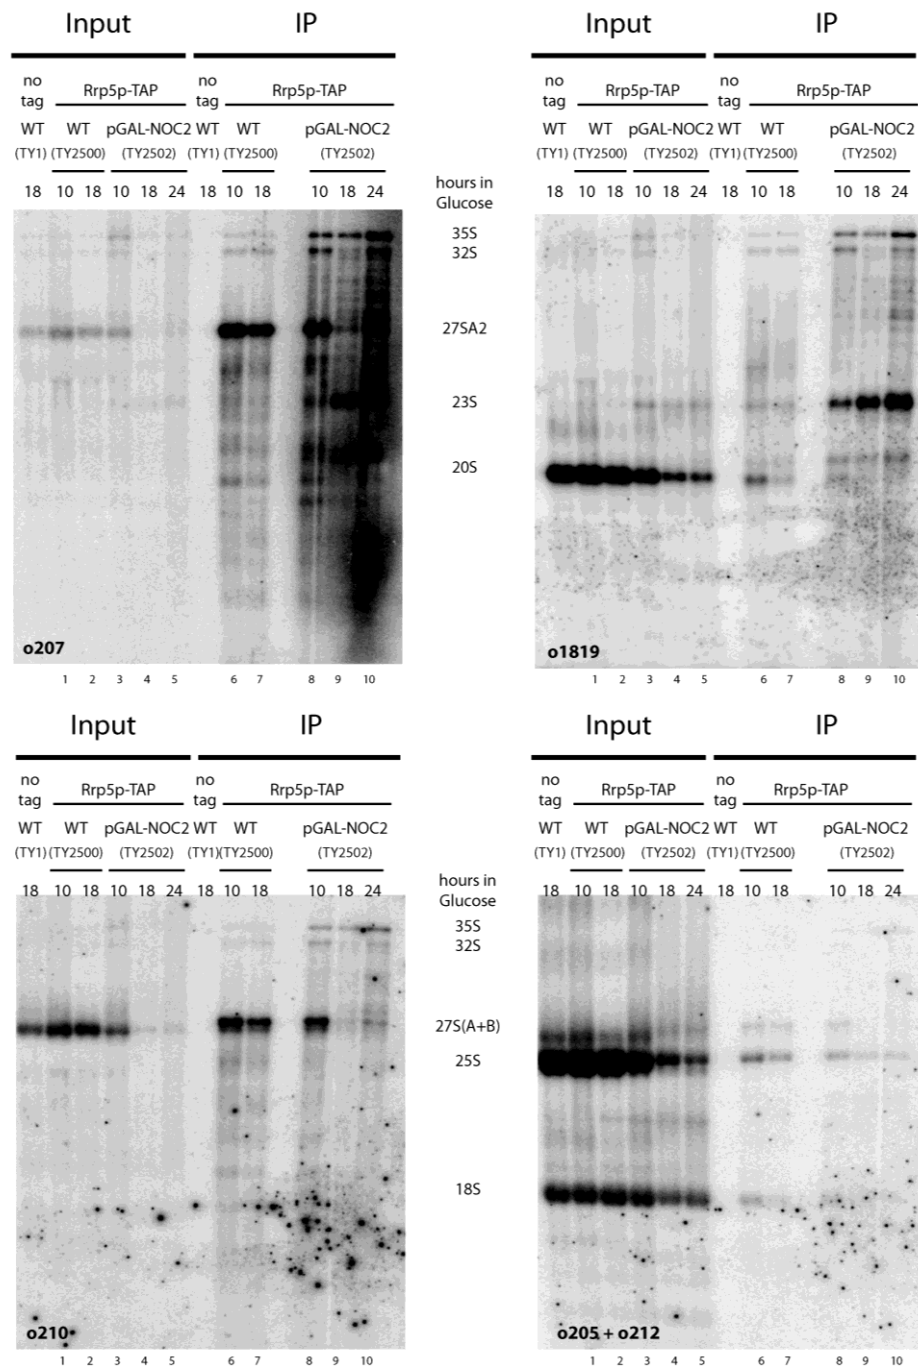 Input IP
no tag Rrp5p-TAP no tag Rrp5p-TAP
WT WT pGAL-NOC2 WT WT pGAL-NOC2
(TY1) (TY2500) (TY2502) (TY1) (TY2500) (TY2502)
18 10 18 10 18 24 18 10 18 10 18 24
o207
1 2 3 4 5 6 7 8 9 10
hours in
Glucose
35S
32S
27SA2
23S
20S
Input IP
no tag Rrp5p-TAP no tag Rrp5p-TAP
WT WT pGAL-NOC2 WT WT pGAL-NOC2
(TY1) (TY2500) (TY2502) (TY1) (TY2500) (TY2502)
18 10 18 10 18 24 18 10 18 10 18 24
o1819
1 2 3 4 5 6 7 8 9 10
Input IP
no tag Rrp5p-TAP no tag Rrp5p-TAP
WT WT pGAL-NOC2 WT WT pGAL-NOC2
(TY1) (TY2500) (TY2502) (TY1)(TY2500) (TY2502)
18 10 18 10 18 24 18 10 18 10 18 24
o210
1 2 3 4 5 6 7 8 9 10
hours in
Glucose
35S
32S
27S(A+B)
25S
18S
Input IP
no tag Rrp5p-TAP no tag Rrp5p-TAP
WT WT pGAL-NOC2 WT WT pGAL-NOC2
(TY1) (TY2500) (TY2502) (TY1) (TY2500) (TY2502)
18 10 18 10 18 24 18 10 18 10 18 24
o205 + o212
1 2 3 4 5 6 7 8 9 10